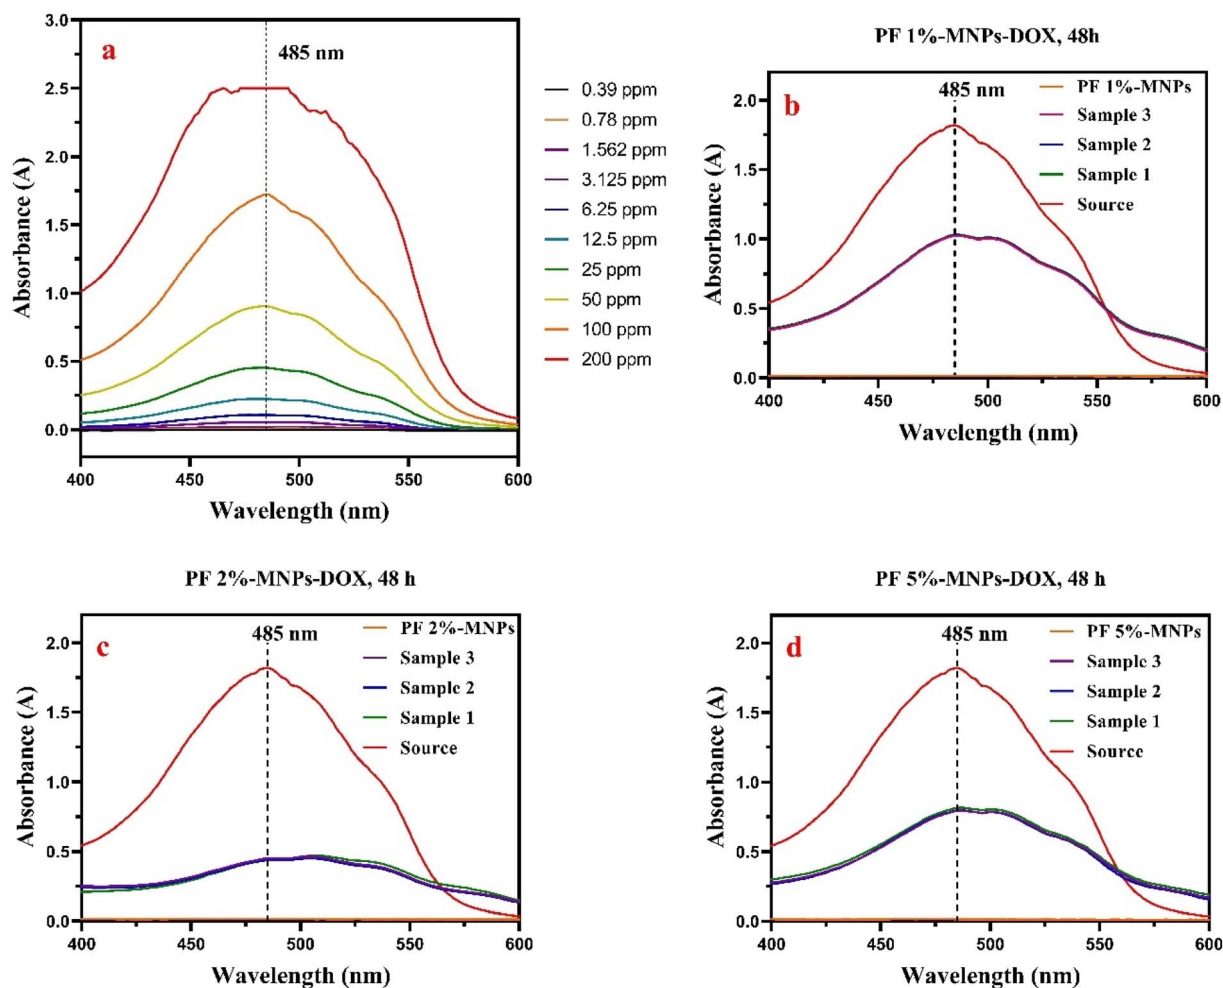 a
485 nm
Absorbance (A)
3.0
2.5
2.0
1.5
1.0
0.5
0.0
400
450
500
550
600
Wavelength (nm)
0.39 ppm
0.78 ppm
1.562 ppm
3.125 ppm
6.25 ppm
12.5 ppm
25 ppm
50 ppm
100 ppm
200 ppm
PF 1%-MNPs-DOX, 48h
b
485 nm
Absorbance (A)
2.0
1.5
1.0
0.5
0.0
400
450
500
550
600
Wavelength (nm)
PF 1%-MNPs
Sample 3
Sample 2
Sample 1
Source
PF 2%-MNPs-DOX, 48 h
c
485 nm
Absorbance (A)
2.0
1.5
1.0
0.5
0.0
400
450
500
550
600
Wavelength (nm)
PF 2%-MNPs
Sample 3
Sample 2
Sample 1
Source
PF 5%-MNPs-DOX, 48 h
d
485 nm
Absorbance (A)
2.0
1.5
1.0
0.5
0.0
400
450
500
550
600
Wavelength (nm)
PF 5%-MNPs
Sample 3
Sample 2
Sample 1
Source